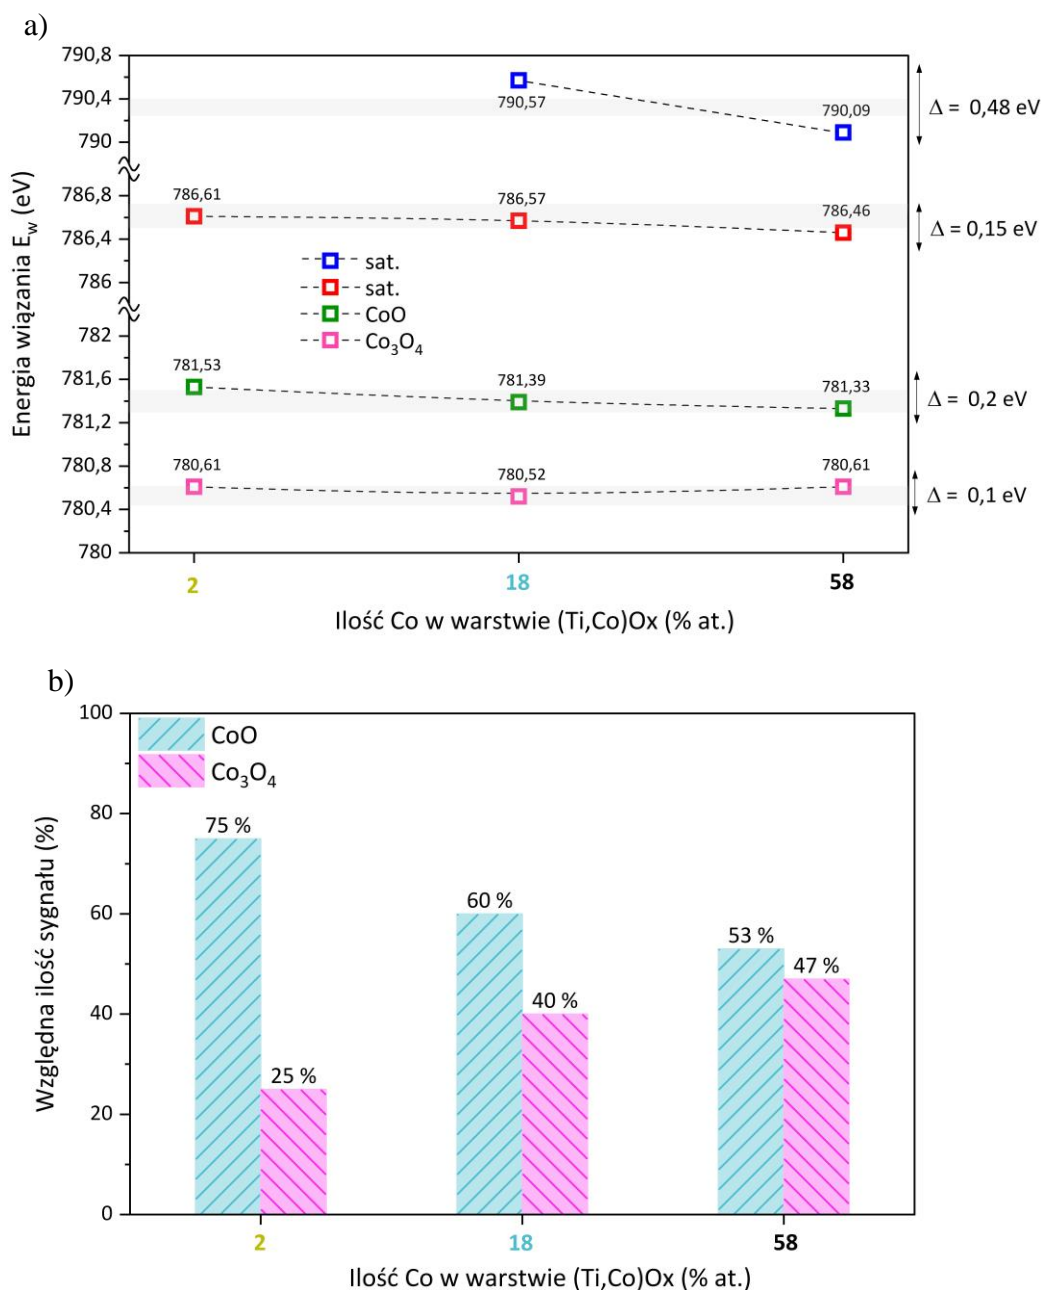 a)
790,8
790,4
790
786,8
786,4
786
782
781,6
781,2
780,8
780,4
780
Energia wiązania E_w (eV)
790,57
790,09
786,61
786,57
786,46
781,53
781,39
781,33
780,61
780,52
780,61
sat.
sat.
CoO
Co₃O₄
Δ = 0,48 eV
Δ = 0,15 eV
Δ = 0,2 eV
Δ = 0,1 eV
2 18 58
Ilość Co w warstwie (Ti,Co)Ox (% at.)
b)
100
80
60
40
20
0
Względna ilość sygnału (%)
CoO
Co₃O₄
75 %
25 %
60 %
40 %
53 %
47 %
2 18 58
Ilość Co w warstwie (Ti,Co)Ox (% at.)